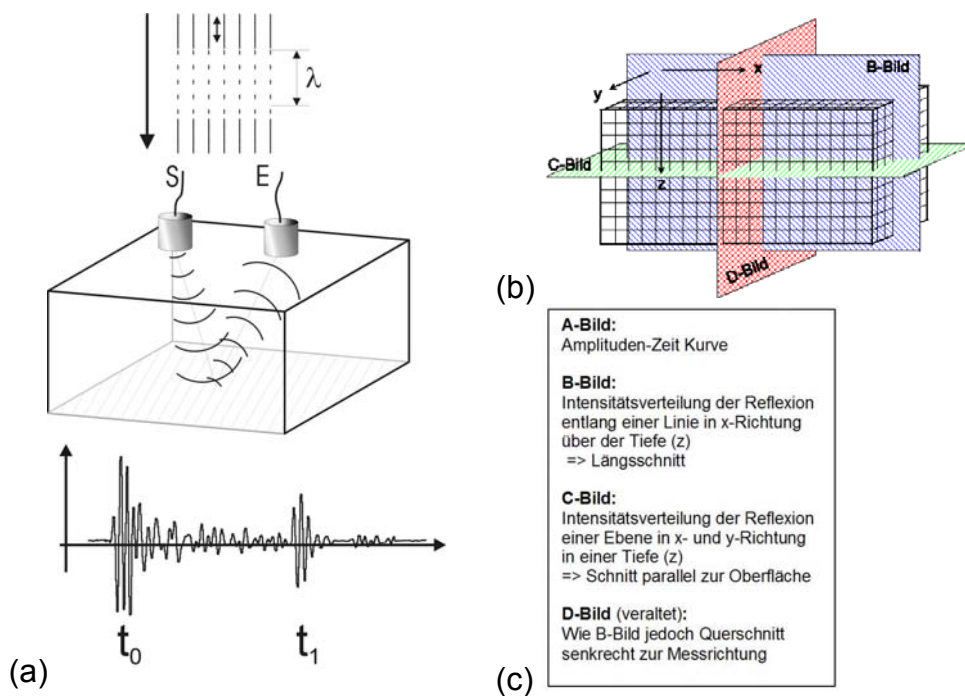 λ
S E
t0 t1
(a)
x
y
z
B-Bild
C-Bild
D-Bild
(b)
A-Bild:
Amplituden-Zeit Kurve
B-Bild:
Intensitätsverteilung der Reflexion
entlang einer Linie in x-Richtung
über der Tiefe (z)
=> Längsschnitt
C-Bild:
Intensitätsverteilung der Reflexion
einer Ebene in x- und y-Richtung
in einer Tiefe (z)
=> Schnitt parallel zur Oberfläche
D-Bild (veraltet):
Wie B-Bild jedoch Querschnitt
senkrecht zur Messrichtung
(c)